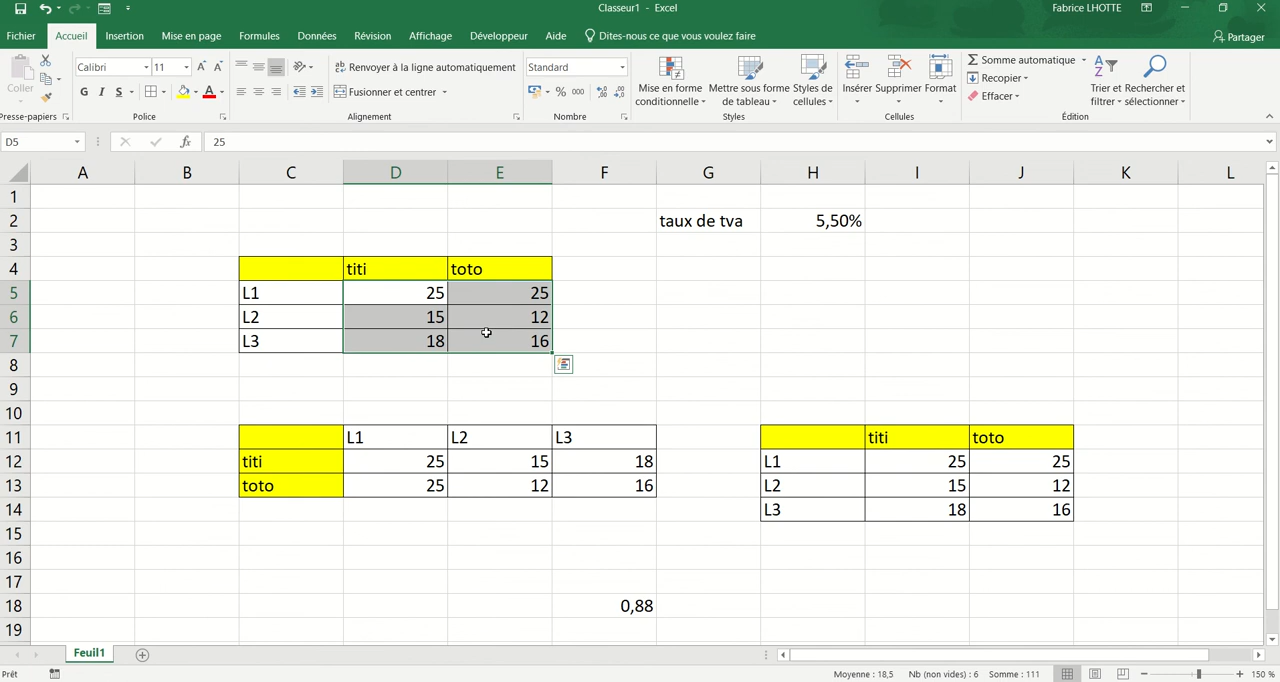 Classeur1 - Excel
Fabrice LHOTTE
Fichier Accueil Insertion Mise en page Formules Données Révision Affichage Aide Développeur Dites-nous ce que vous voulez faire Partager
Coller
Calibri 11
Renvoyer à la ligne automatiquement
Standard
Mise en forme conditionnelle
Mettre sous forme de tableau
Styles de cellules
Insérer Supprimer Format
Somme automatique
Recopier
Effacer
Trier et filtrer
Rechercher et sélectionner
G I S A
Fusionner et centrer
% 000
Presse-papiers Police Alignement Nombre Styles Cellules Édition
D5 fx 25
A B C D E F G H I J K L
1
2 taux de tva 5,50%
3
4 titi toto
5 L1 25 25
6 L2 15 12
7 L3 18 16
8
9
10
11 L1 L2 L3 titi toto
12 titi 25 15 18 L1 25 25
13 toto 25 12 16 L2 15 12
14 L3 18 16
15
16
17
18 0,88
19
Feuil1
Prêt Moyenne : 18,5 Nb (non vides) : 6 Somme : 111 150 %